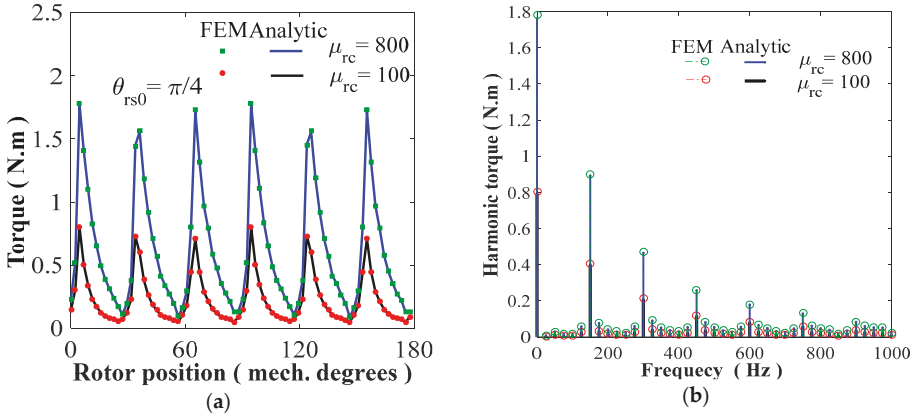 2.5
2
1.5
1
0.5
0
Torque ( N.m )
FEM Analytic
μrc = 800
μrc = 100
θrs0 = π/4
0 60 120 180
Rotor position ( mech. degrees )
(a)
1.8
1.6
1.4
1.2
1
0.8
0.6
0.4
0.2
0
Harmonic torque ( N.m )
FEM Analytic
μrc = 800
μrc = 100
0 200 400 600 800 1000
Frequecy ( Hz )
(b)